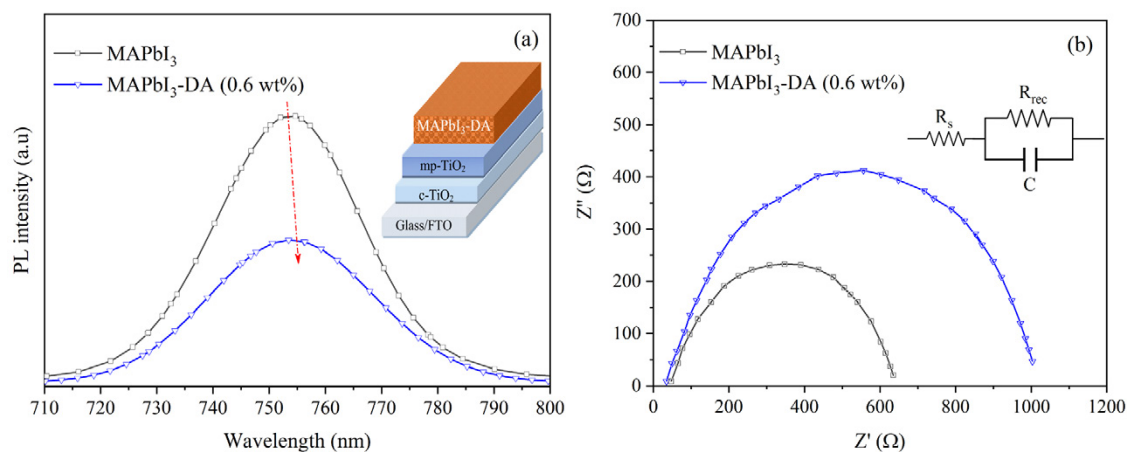 (a)
MAPbI₃
MAPbI₃-DA (0.6 wt%)
MAPbI₃-DA
mp-TiO₂
c-TiO₂
Glass/FTO
PL intensity (a.u)
710 720 730 740 750 760 770 780 790 800
Wavelength (nm)
(b)
MAPbI₃
MAPbI₃-DA (0.6 wt%)
Rₛ
R_rec
C
Z'' (Ω)
700
600
500
400
300
200
100
0
0 200 400 600 800 1000 1200
Z' (Ω)